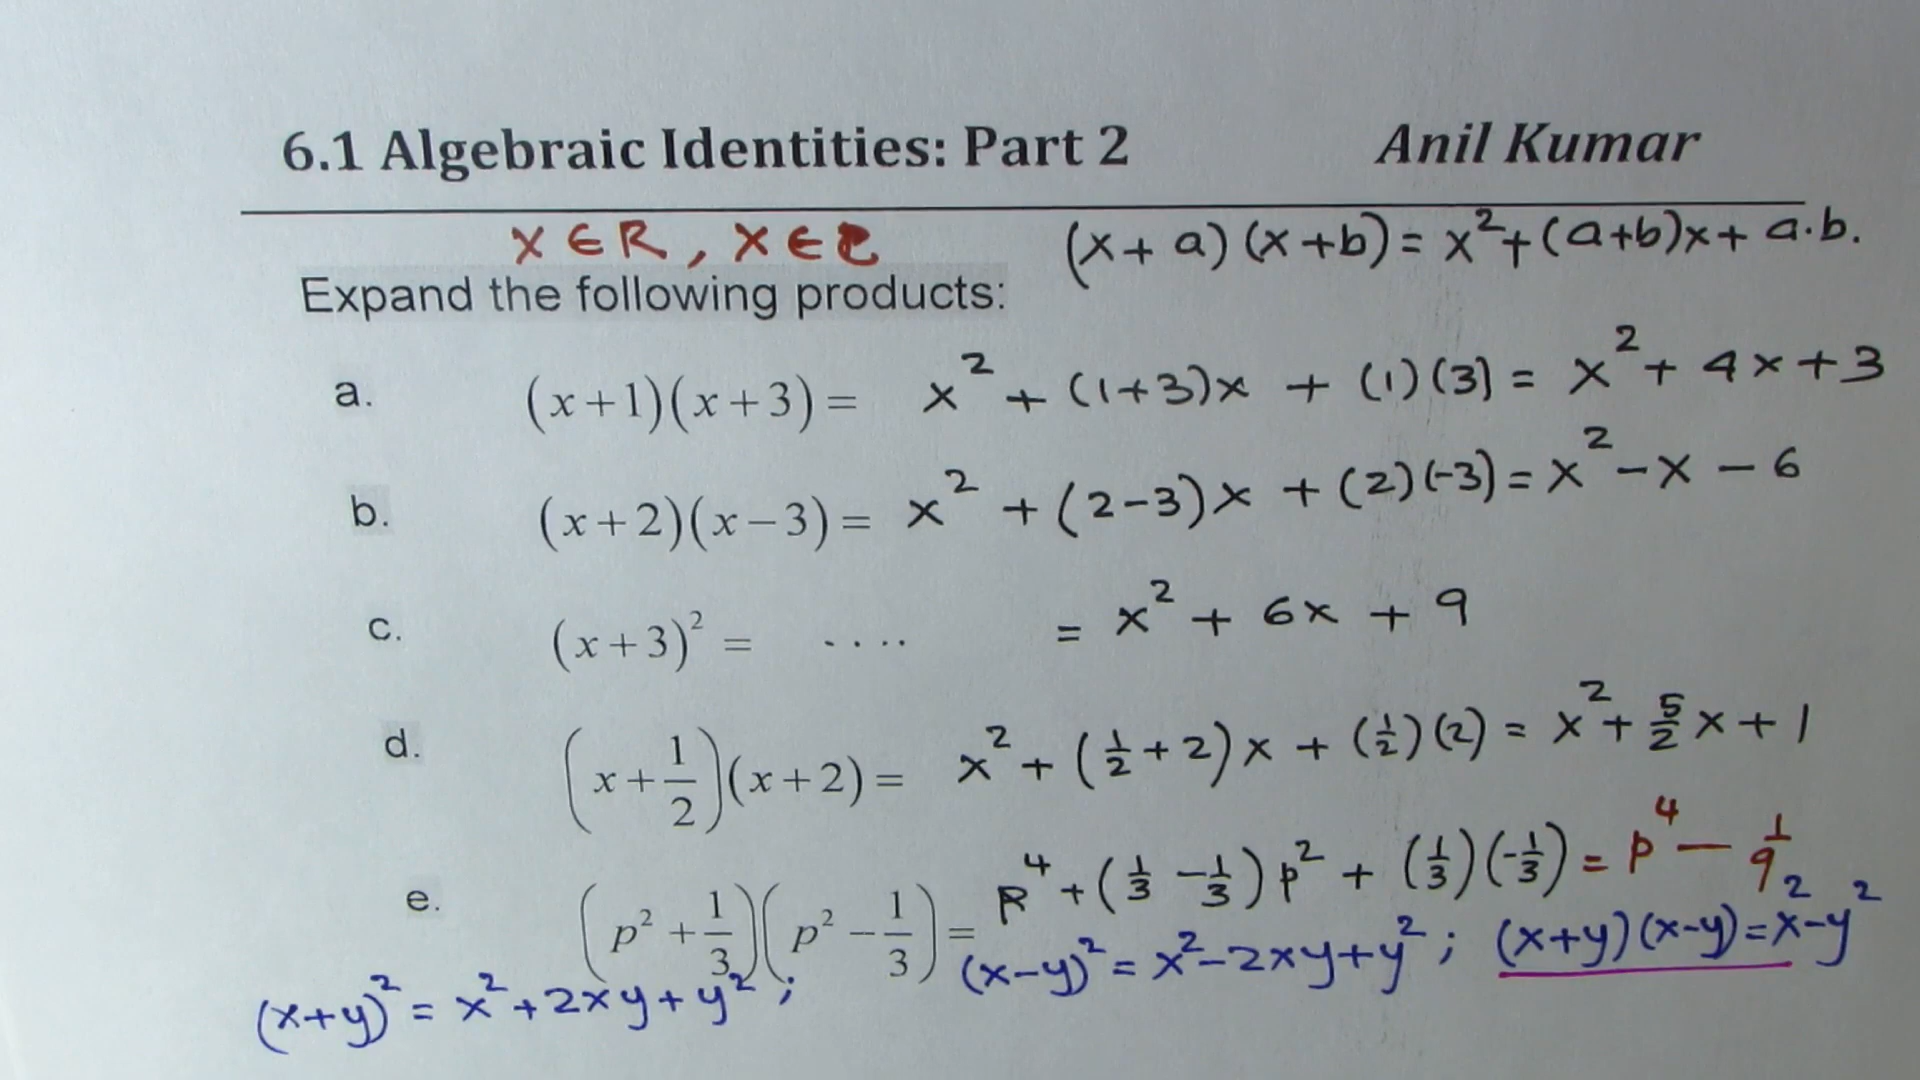 6.1 Algebraic Identities: Part 2 Anil Kumar
x ∈ R, x ∈ C (x + a)(x + b) = x² + (a+b)x + a·b.
Expand the following products:
a. (x+1)(x+3) = x² + (1+3)x + (1)(3) = x² + 4x + 3
b. (x+2)(x−3) = x² + (2−3)x + (2)(−3) = x² − x − 6
c. (x+3)² = .... = x² + 6x + 9
d. (x + 1/2)(x+2) = x² + (1/2 + 2)x + (1/2)(2) = x² + 5/2 x + 1
e. (p² + 1/3)(p² − 1/3) = p⁴ + (1/3 − 1/3)p² + (1/3)(−1/3) = p⁴ − 1/9
(x+y)² = x² + 2xy + y² ; (x−y)² = x² − 2xy + y² ; (x+y)(x−y) = x² − y²